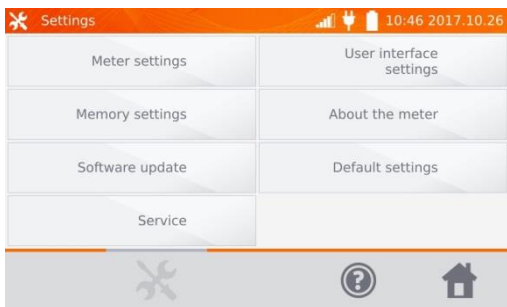 Settings
10:46 2017.10.26
Meter settings
User interface
settings
Memory settings
About the meter
Software update
Default settings
Service
?